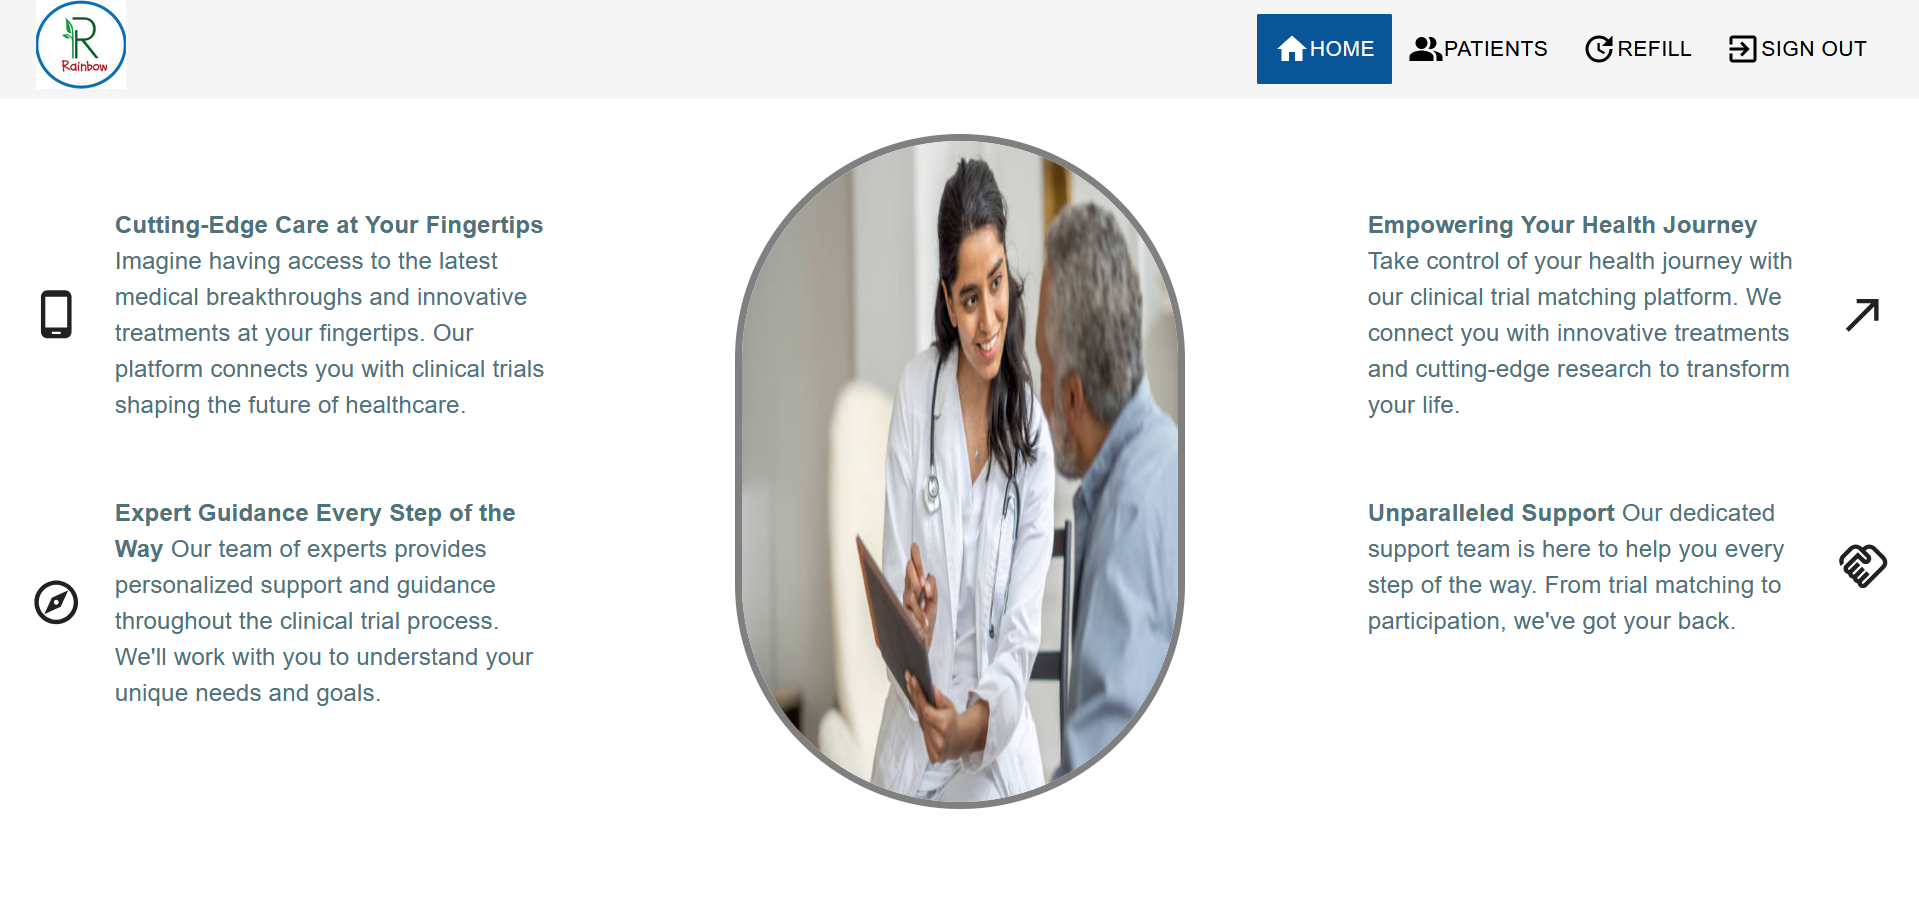 R
Rainbow
HOME
PATIENTS
REFILL
SIGN OUT
Cutting-Edge Care at Your Fingertips
Imagine having access to the latest
medical breakthroughs and innovative
treatments at your fingertips. Our
platform connects you with clinical trials
shaping the future of healthcare.
Expert Guidance Every Step of the
Way Our team of experts provides
personalized support and guidance
throughout the clinical trial process.
We'll work with you to understand your
unique needs and goals.
Empowering Your Health Journey
Take control of your health journey with
our clinical trial matching platform. We
connect you with innovative treatments
and cutting-edge research to transform
your life.
Unparalleled Support Our dedicated
support team is here to help you every
step of the way. From trial matching to
participation, we've got your back.